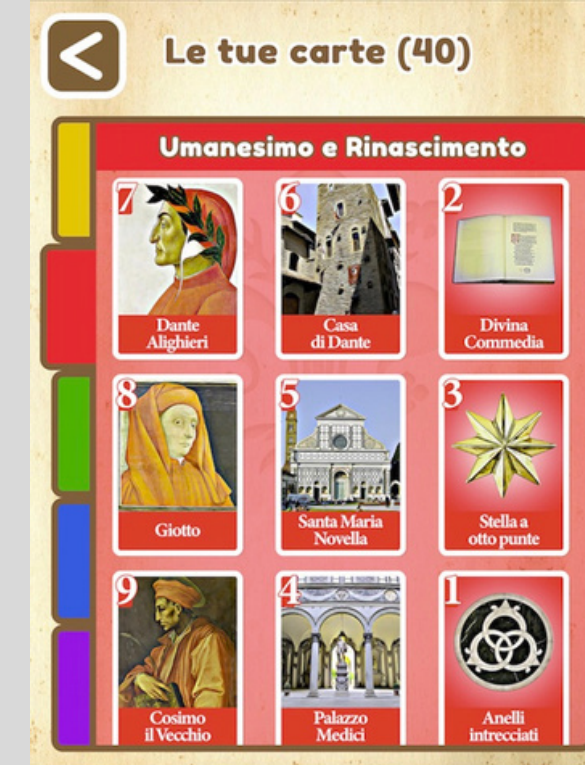 Le tue carte (40)
Umanesimo e Rinascimento
7
Dante
Alighieri
6
Casa
di Dante
2
Divina
Commedia
8
Giotto
5
Santa Maria
Novella
3
Stella a
otto punte
9
Cosimo
il Vecchio
4
Palazzo
Medici
1
Anelli
intrecciati